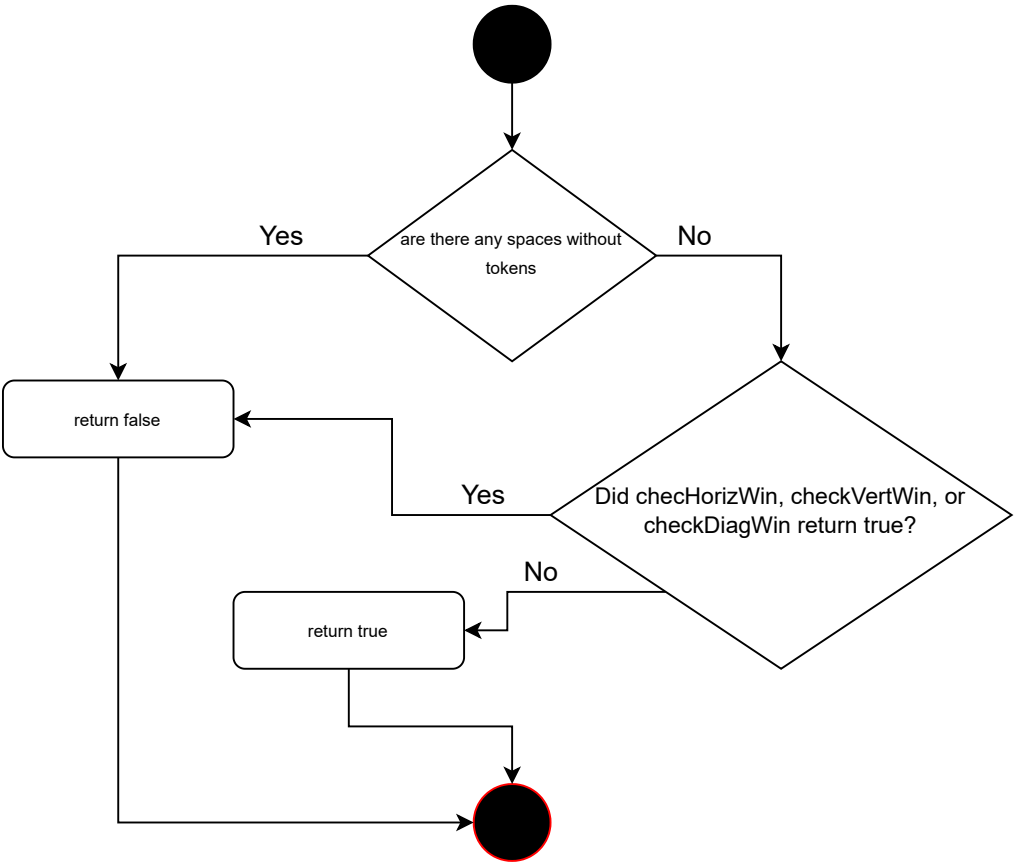 are there any spaces without
tokens
Yes
No
return false
Did checHorizWin, checkVertWin, or
checkDiagWin return true?
Yes
No
return true